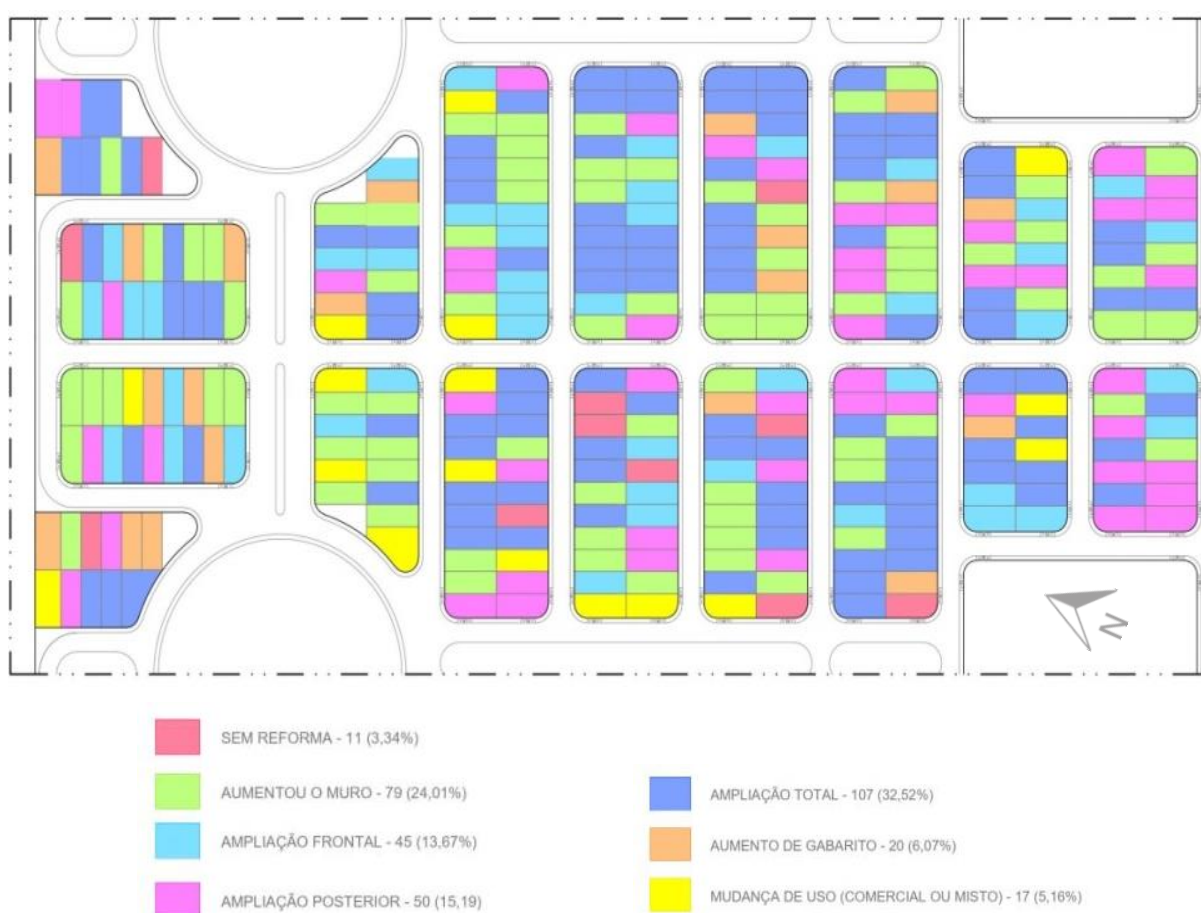 N
SEM REFORMA - 11 (3,34%)
AUMENTOU O MURO - 79 (24,01%)
AMPLIAÇÃO FRONTAL - 45 (13,67%)
AMPLIAÇÃO POSTERIOR - 50 (15,19)
AMPLIAÇÃO TOTAL - 107 (32,52%)
AUMENTO DE GABARITO - 20 (6,07%)
MUDANÇA DE USO (COMERCIAL OU MISTO) - 17 (5,16%)